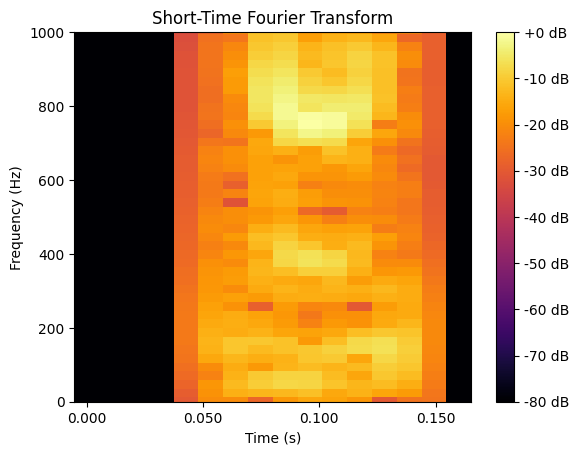 Short-Time Fourier Transform
1000
800
600
400
200
0
Frequency (Hz)
0.000
0.050
0.100
0.150
Time (s)
+0 dB
-10 dB
-20 dB
-30 dB
-40 dB
-50 dB
-60 dB
-70 dB
-80 dB